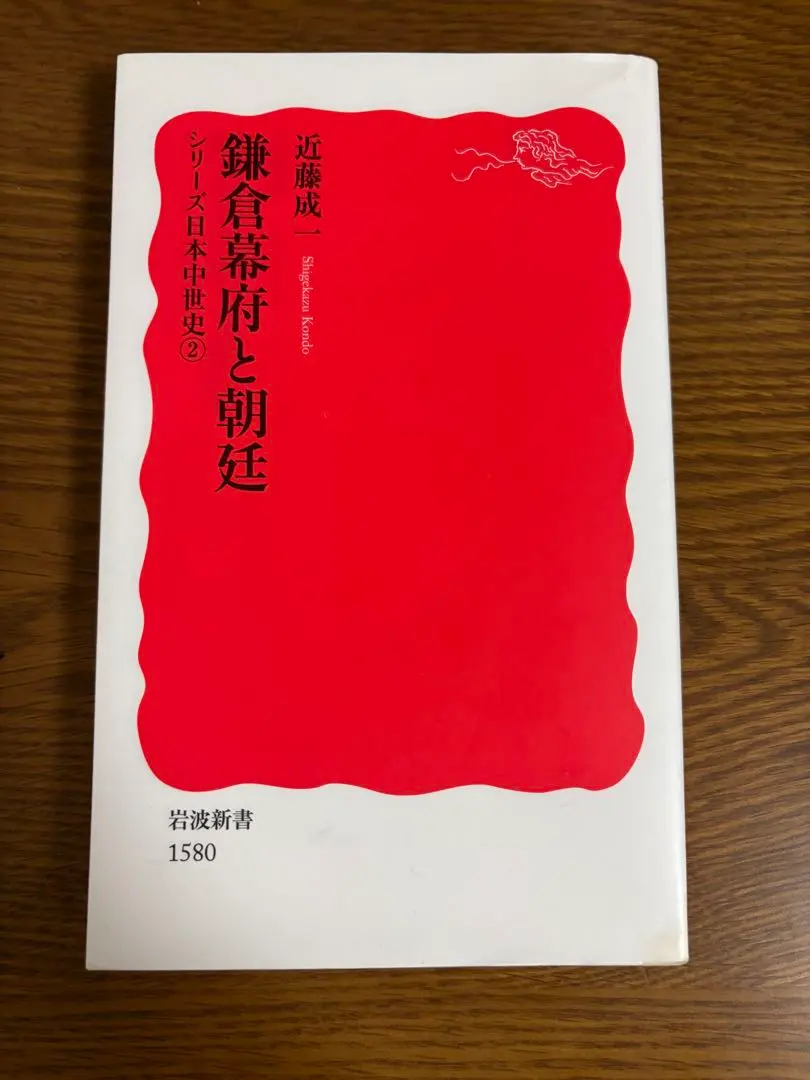 近藤成一
Shigekazu Kondo
鎌倉幕府と朝廷
シリーズ日本中世史②
岩波新書
1580